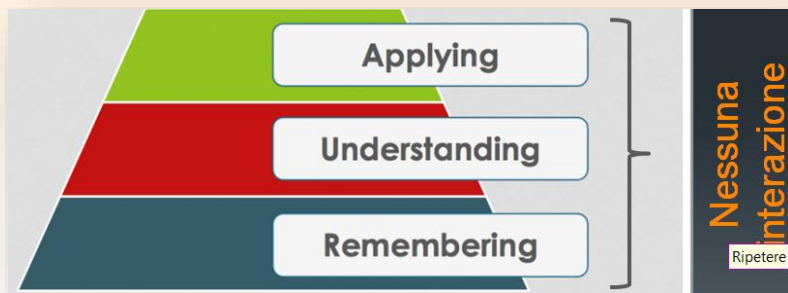 Applying
Understanding
Remembering
Nessuna
interazione
Ripetere